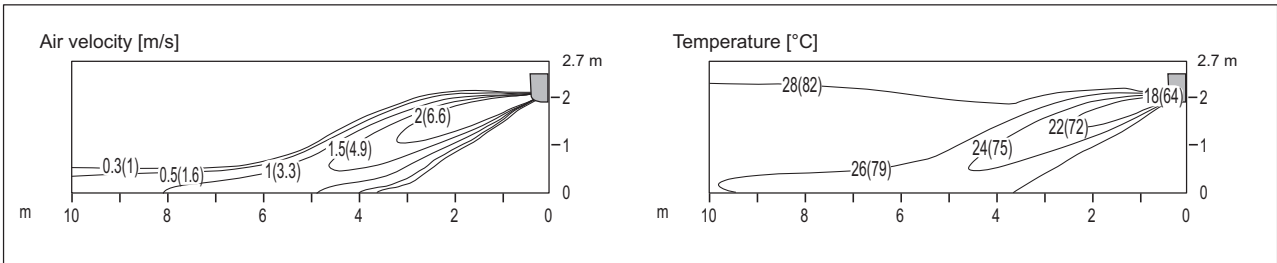 Air velocity [m/s]
2.7 m
2(6.6)
2
1.5(4.9)
1
0.3(1)
0.5(1.6)
1(3.3)
0
m
10 8 6 4 2 0
Temperature [°C]
2.7 m
28(82)
18(64)
2
22(72)
24(75)
1
26(79)
0
m
10 8 6 4 2 0